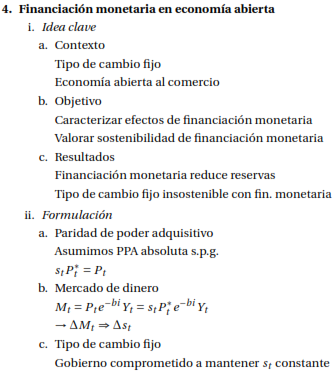 4. Financiación monetaria en economía abierta
i. Idea clave
a. Contexto
Tipo de cambio fijo
Economía abierta al comercio
b. Objetivo
Caracterizar efectos de financiación monetaria
Valorar sostenibilidad de financiación monetaria
c. Resultados
Financiación monetaria reduce reservas
Tipo de cambio fijo insostenible con fin. monetaria
ii. Formulación
a. Paridad de poder adquisitivo
Asumimos PPA absoluta s.p.g.
$s_t P_t^* = P_t$
b. Mercado de dinero
$M_t = P_t e^{-bi} Y_t = s_t P_t^* e^{-bi} Y_t$
$\rightarrow \Delta M_t \Rightarrow \Delta s_t$
c. Tipo de cambio fijo
Gobierno comprometido a mantener $s_t$ constante